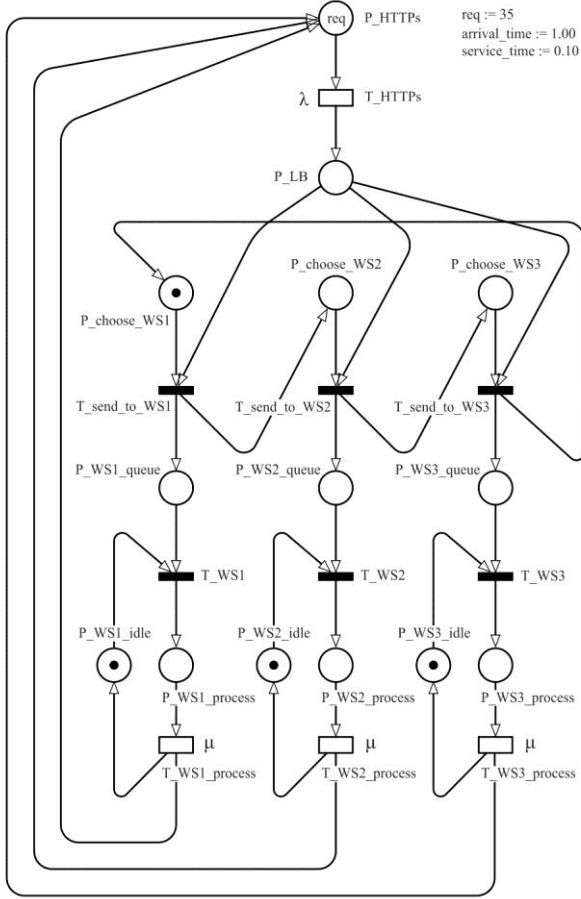 req
P_HTTPs
req := 35
arrival_time := 1.00
service_time := 0.10
λ
T_HTTPs
P_LB
P_choose_WS2
P_choose_WS3
P_choose_WS1
T_send_to_WS1
T_send_to_WS2
T_send_to_WS3
P_WS1_queue
P_WS2_queue
P_WS3_queue
T_WS1
T_WS2
T_WS3
P_WS1_idle
P_WS2_idle
P_WS3_idle
P_WS1_process
P_WS2_process
P_WS3_process
μ
μ
μ
T_WS1_process
T_WS2_process
T_WS3_process